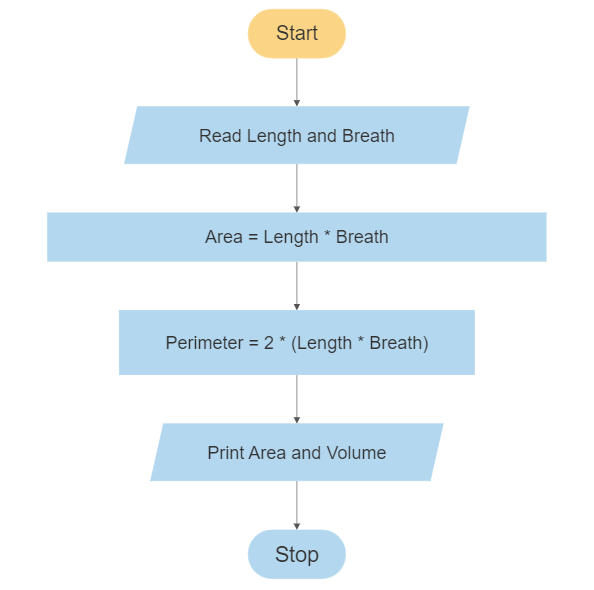 Start
Read Length and Breath
Area = Length * Breath
Perimeter = 2 * (Length * Breath)
Print Area and Volume
Stop